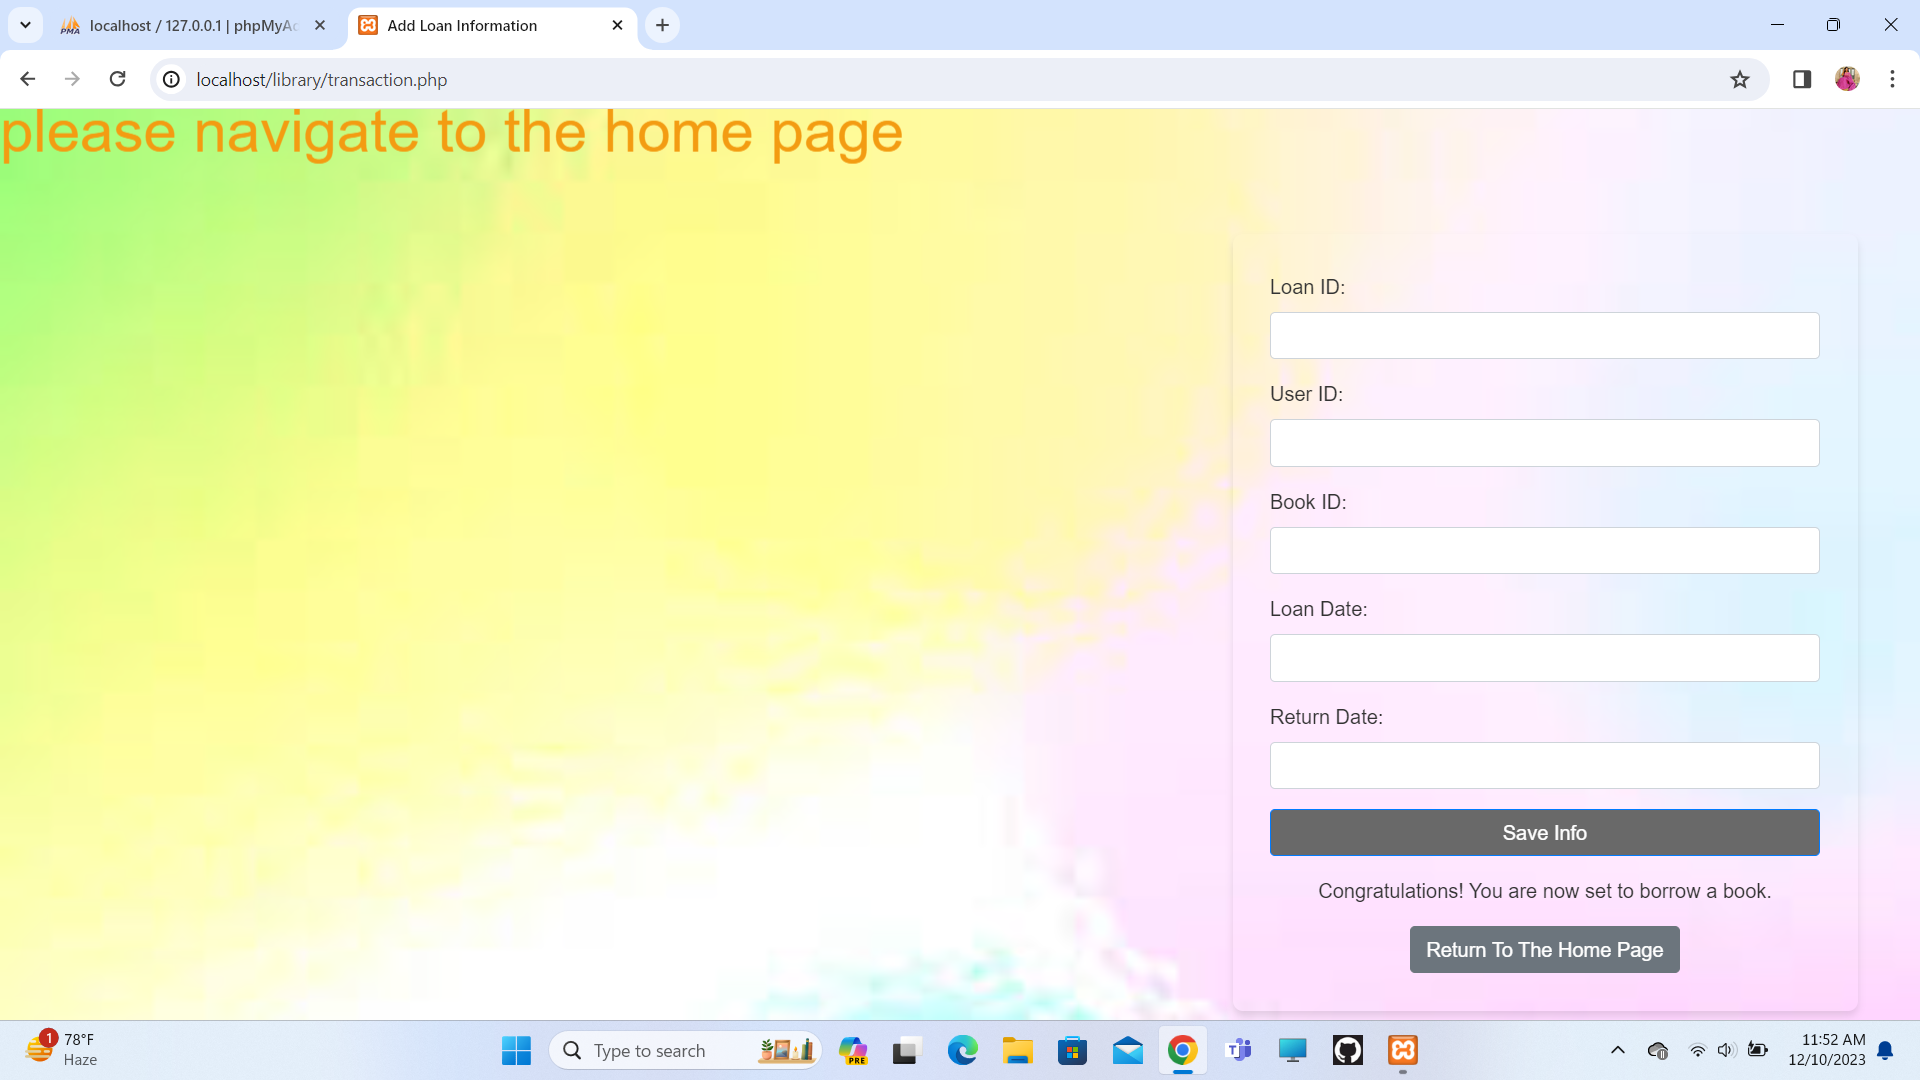 localhost / 127.0.0.1 | phpMyAc
Add Loan Information
localhost/library/transaction.php
please navigate to the home page
Loan ID:
User ID:
Book ID:
Loan Date:
Return Date:
Save Info
Congratulations! You are now set to borrow a book.
Return To The Home Page
1
78°F
Haze
Type to search
PRE
11:52 AM
12/10/2023